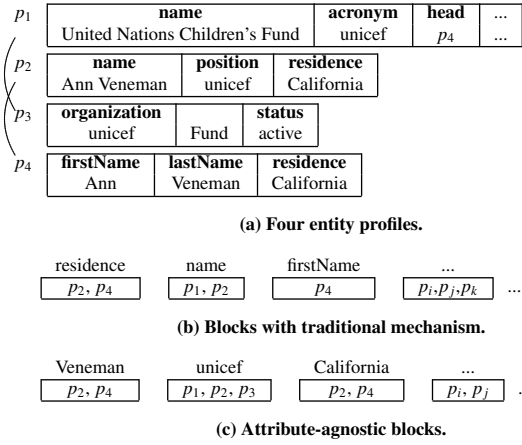 p1 name acronym head ...
United Nations Children's Fund unicef p4 ...
p2 name position residence
Ann Veneman unicef California
p3 organization status
unicef Fund active
p4 firstName lastName residence
Ann Veneman California
(a) Four entity profiles.
residence name firstName ...
p2, p4 p1, p2 p4 pi,pj,pk ...
(b) Blocks with traditional mechanism.
Veneman unicef California ...
p2, p4 p1, p2, p3 p2, p4 pi, pj .
(c) Attribute-agnostic blocks.